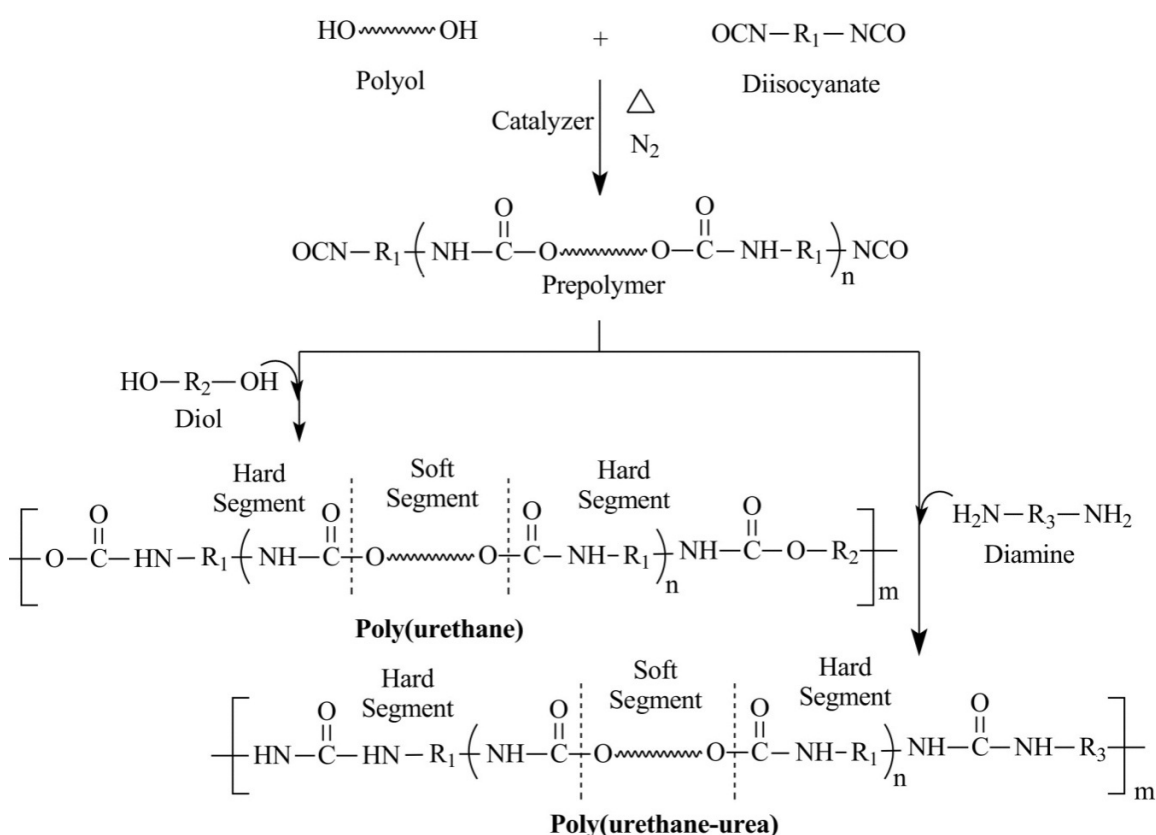 HO OH + OCN–R₁–NCO
Polyol Diisocyanate
Catalyzer △
N₂
O O
OCN–R₁(NH–C–O O–C–NH–R₁)n NCO
Prepolymer
HO–R₂–OH
Diol
Hard Segment
Soft Segment
Hard Segment
O O O O
[O–C–HN–R₁(NH–C–O O–C–NH–R₁)n NH–C–O–R₂]m
Poly(urethane)
H₂N–R₃–NH₂
Diamine
Hard Segment
Soft Segment
Hard Segment
O O O O
[HN–C–HN–R₁(NH–C–O O–C–NH–R₁)n NH–C–NH–R₃]m
Poly(urethane-urea)